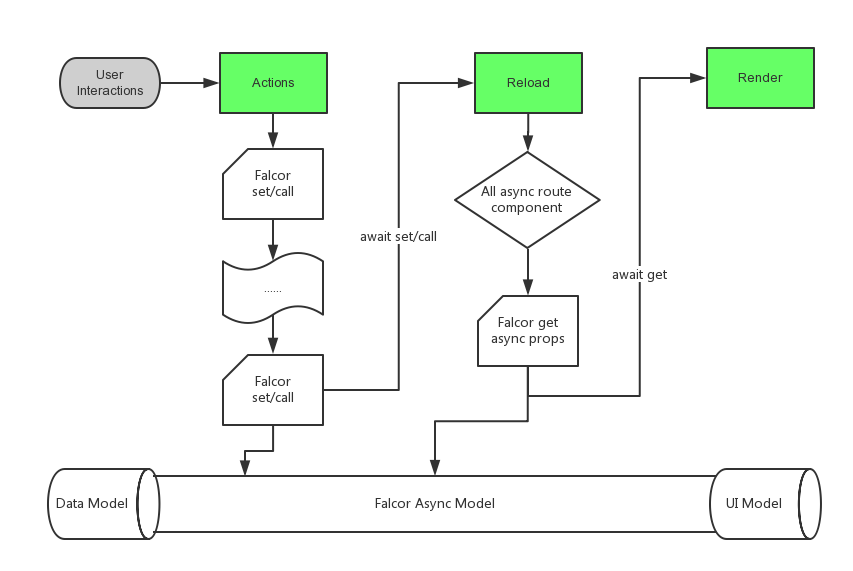 User
Interactions
Actions
Reload
Render
Falcor
set/call
All async route
component
await set/call
await get
......
Falcor get
async props
Falcor
set/call
Data Model
Falcor Async Model
UI Model